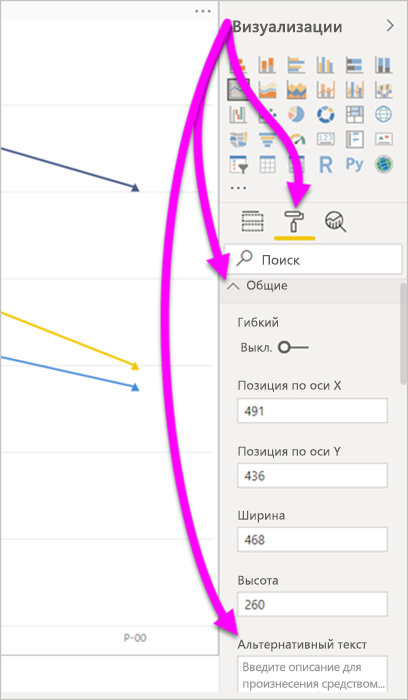 Визуализации
R
Py
Поиск
Общие
Гибкий
Выкл.
Позиция по оси X
491
Позиция по оси Y
436
Ширина
468
Высота
260
Альтернативный текст
Введите описание для
произнесения средством...
P-00